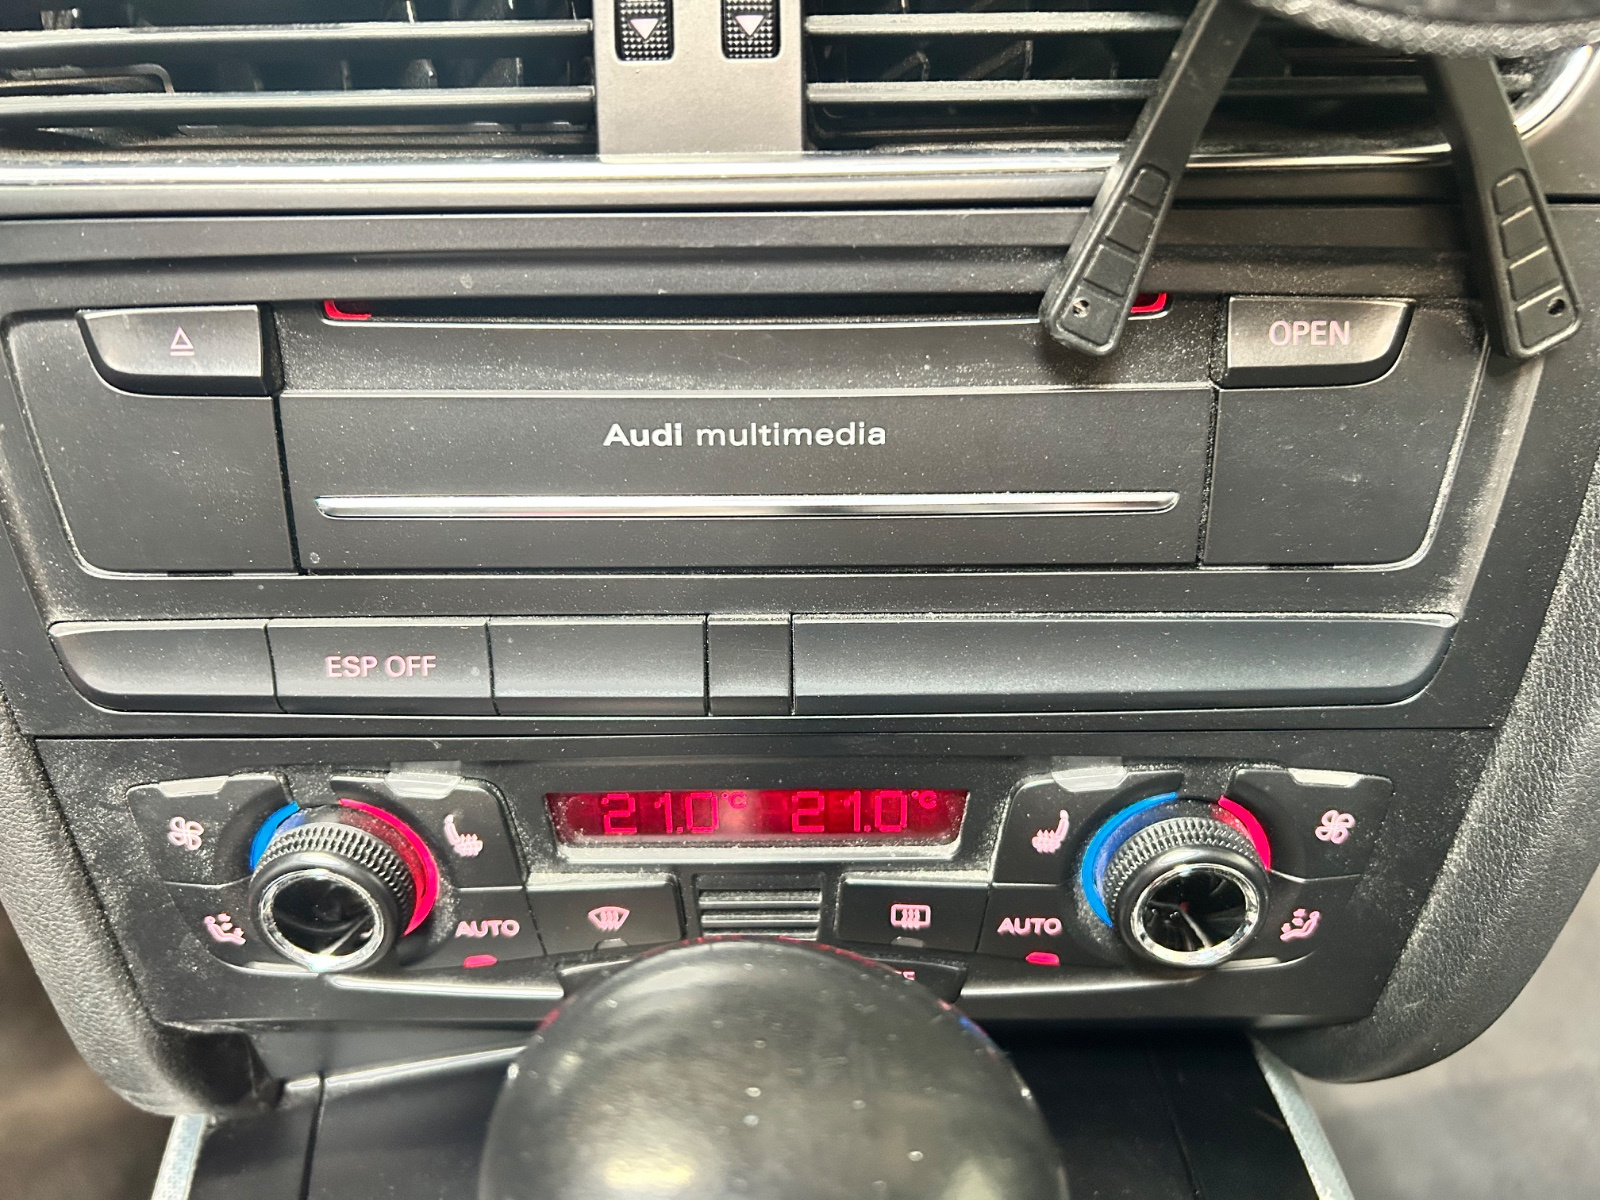 OPEN
Audi multimedia
ESP OFF
21.0°C 21.0°C
AUTO AUTO